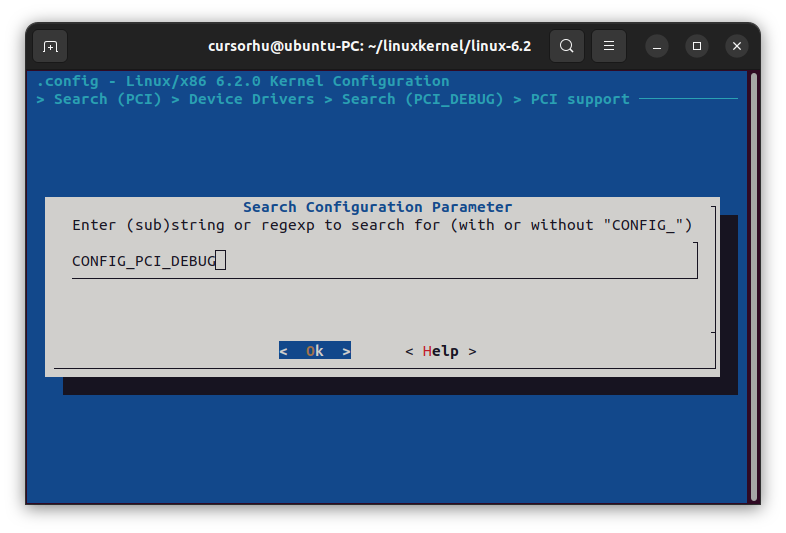 cursorhu@ubuntu-PC: ~/linuxkernel/linux-6.2
.config - Linux/x86 6.2.0 Kernel Configuration
> Search (PCI) > Device Drivers > Search (PCI_DEBUG) > PCI support
Search Configuration Parameter
Enter (sub)string or regexp to search for (with or without "CONFIG_")
CONFIG_PCI_DEBUG
< Ok > < Help >